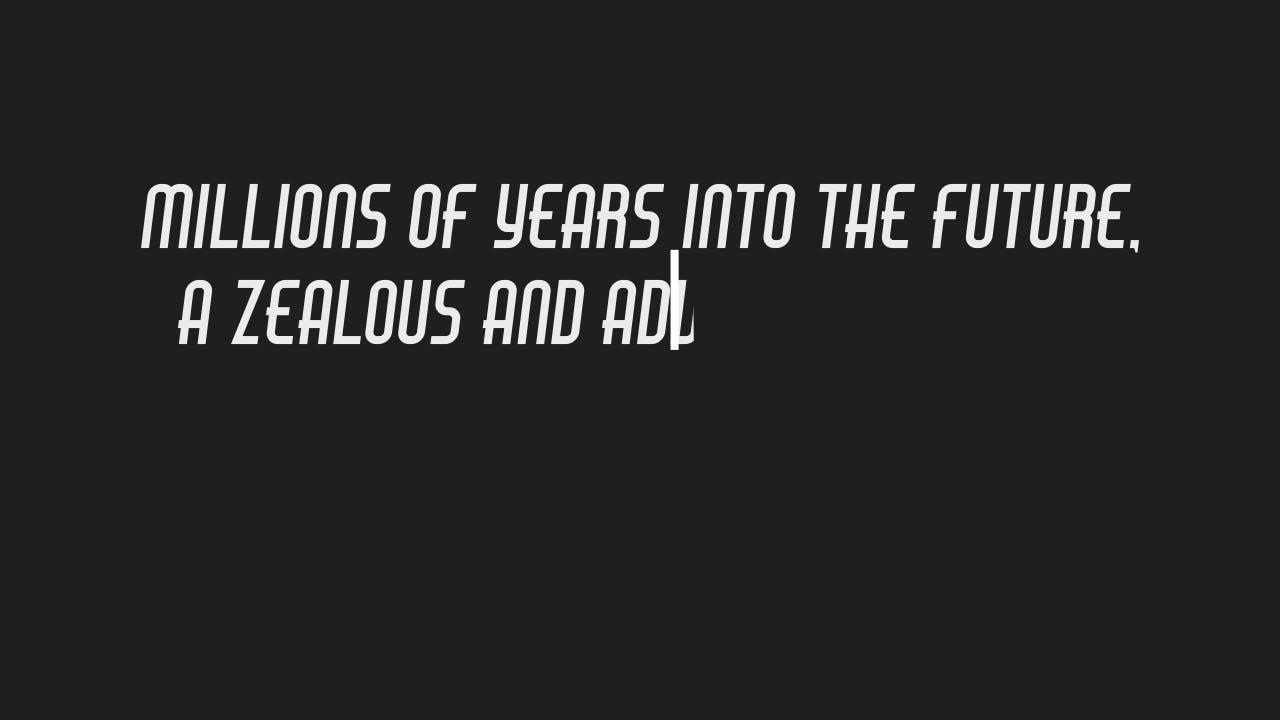 MILLIONS OF YEARS INTO THE FUTURE,
A ZEALOUS AND